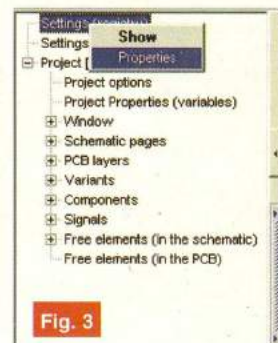 Settings
Show
Settings
Properties
Project [
Project options
Project Properties (variables)
Window
Schematic pages
PCB layers
Variants
Components
Signals
Free elements (in the schematic)
Free elements (in the PCB)
Fig. 3